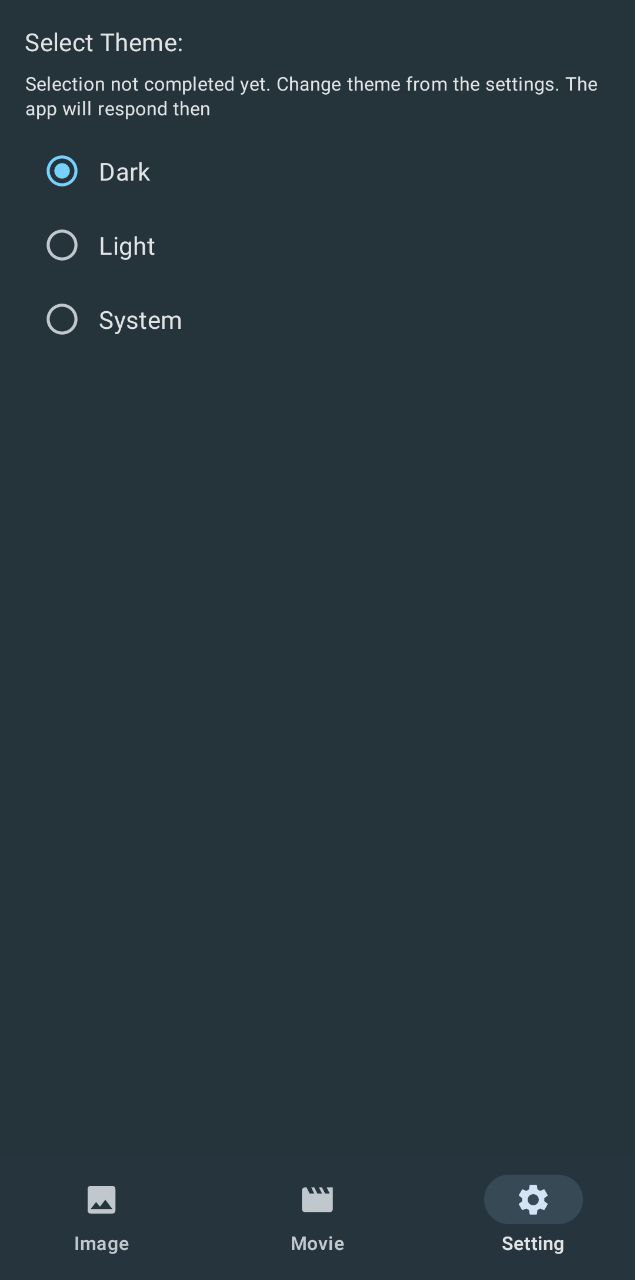 Select Theme:
Selection not completed yet. Change theme from the settings. The
app will respond then
Dark
Light
System
Image
Movie
Setting